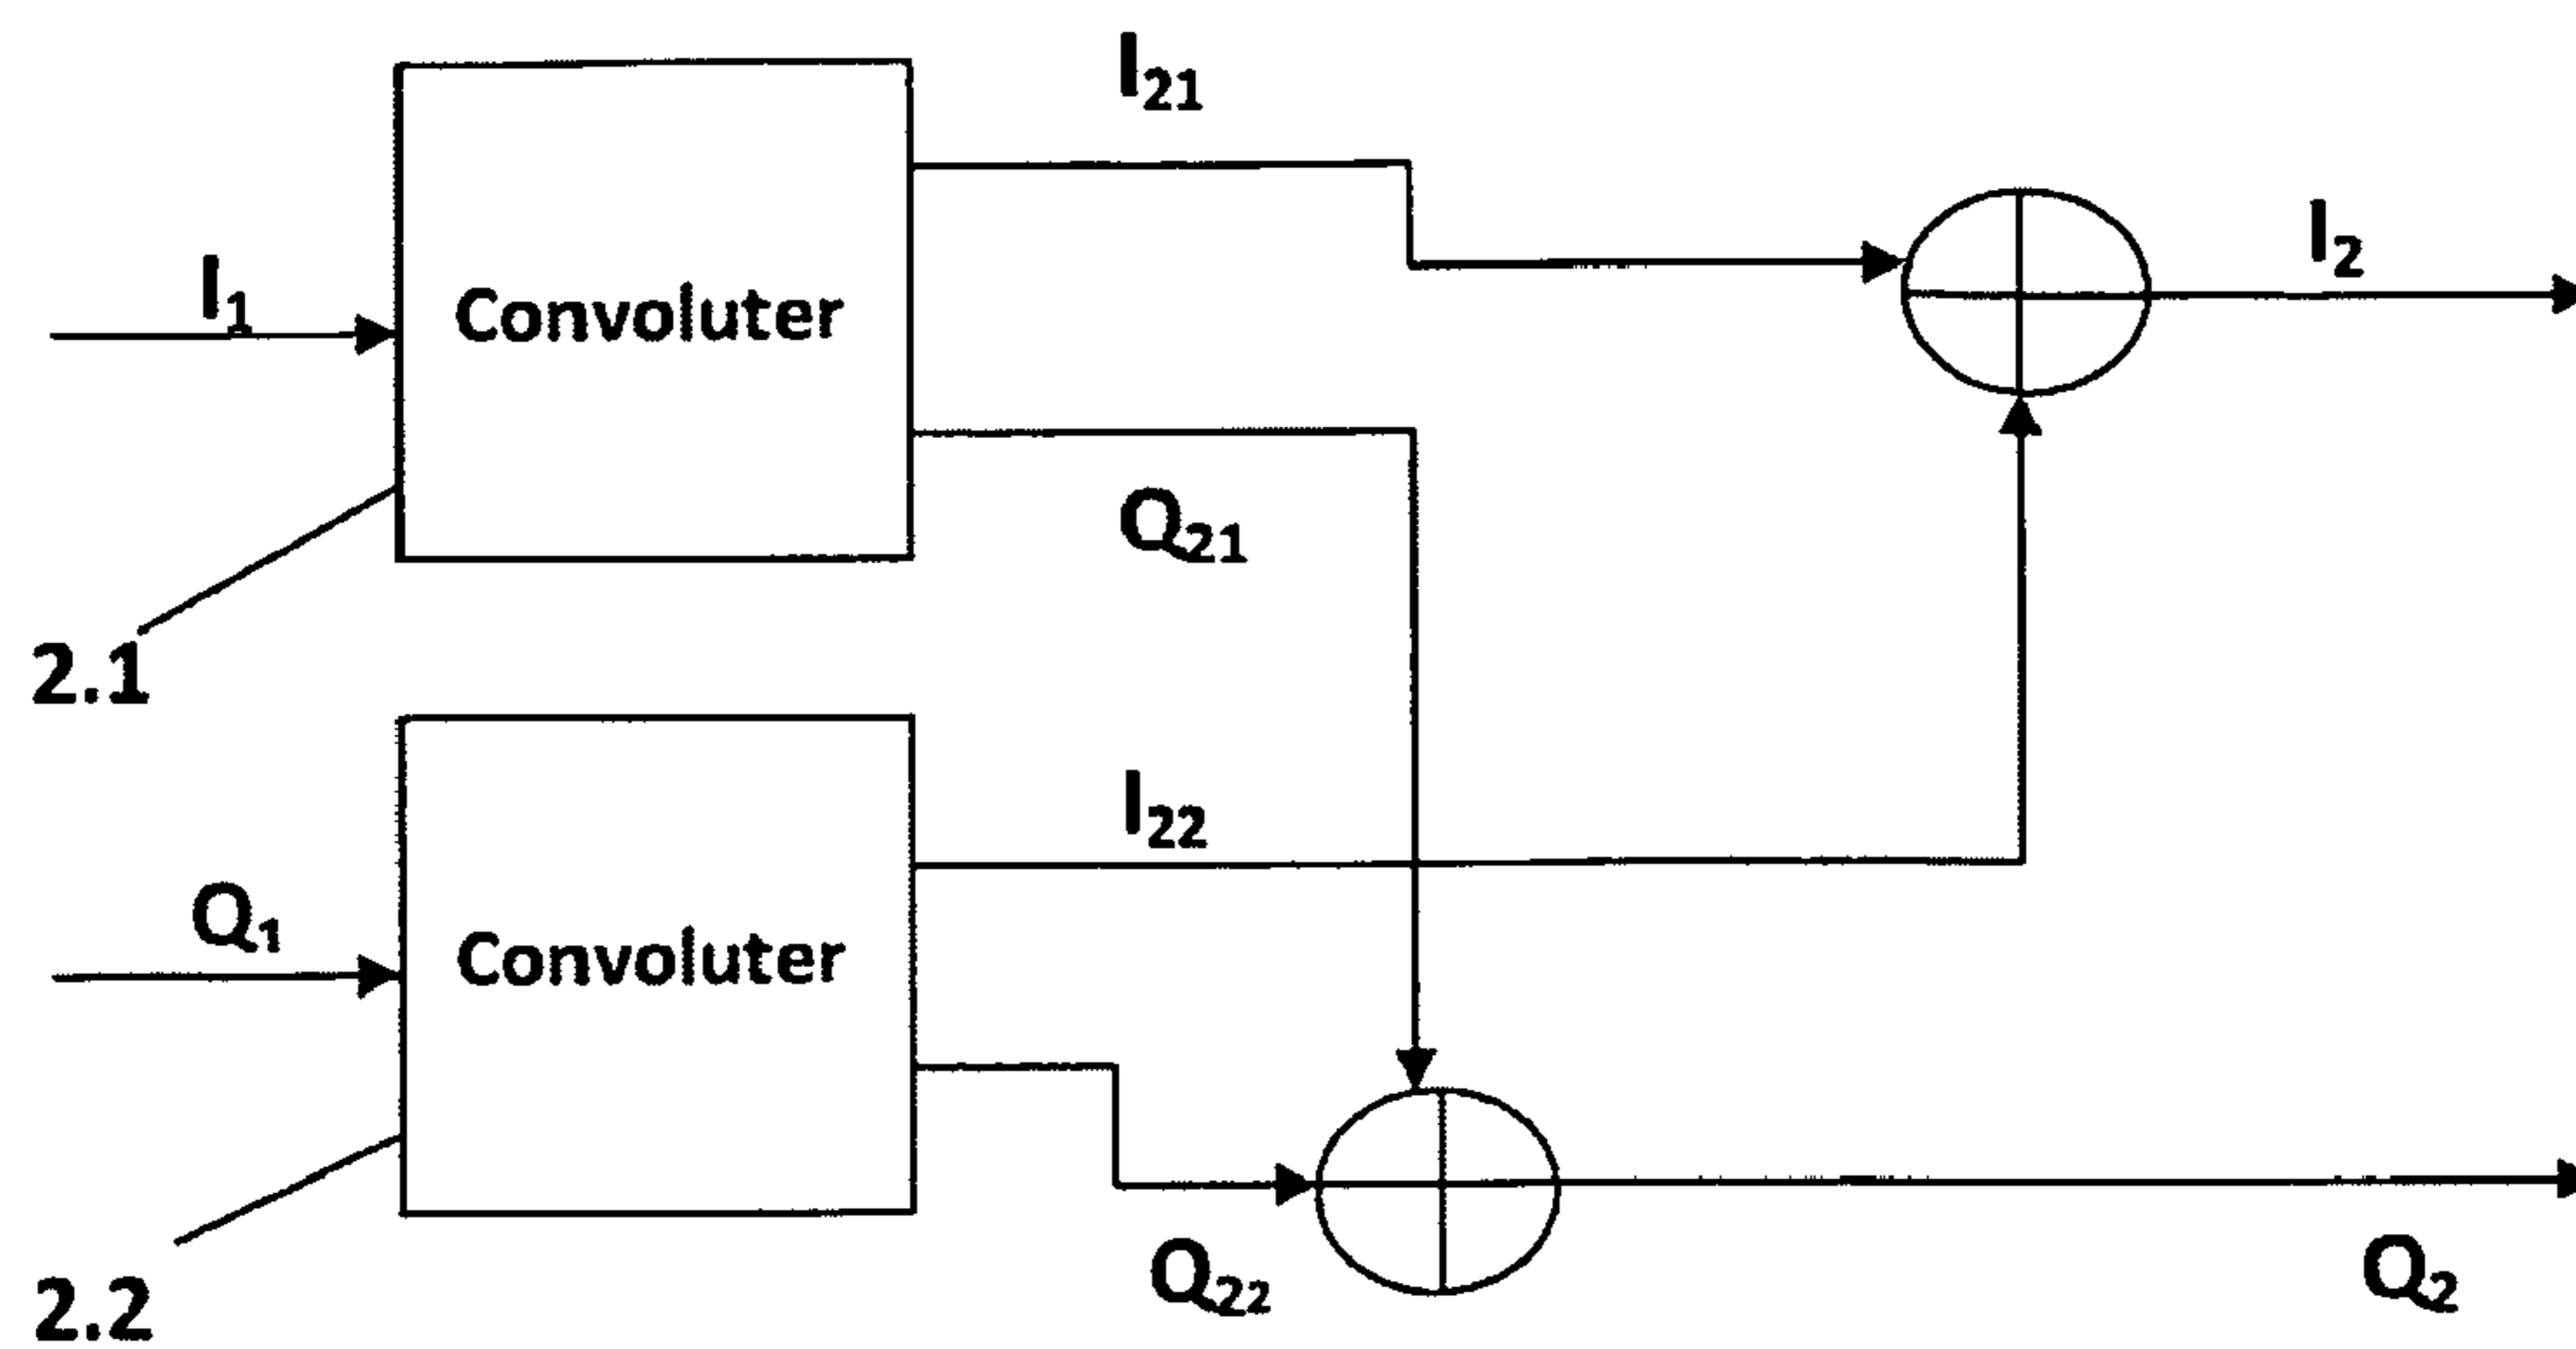 I₂₁
I₁
Convoluter
I₂
Q₂₁
2.1
I₂₂
Q₁
Convoluter
Q₂₂
Q₂
2.2